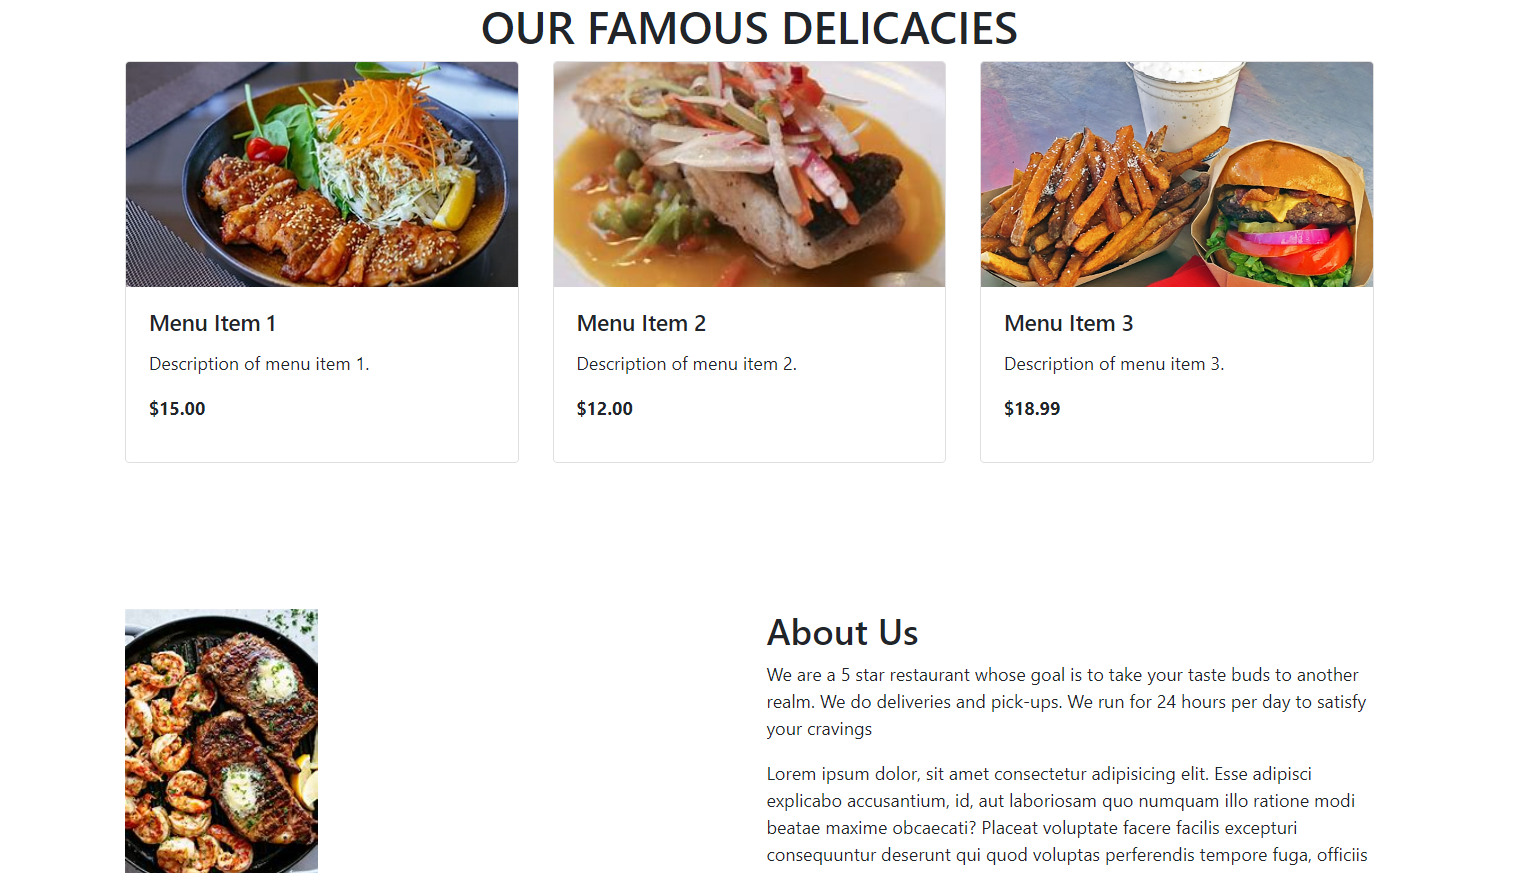 OUR FAMOUS DELICACIES
Menu Item 1
Description of menu item 1.
$15.00
Menu Item 2
Description of menu item 2.
$12.00
Menu Item 3
Description of menu item 3.
$18.99
About Us
We are a 5 star restaurant whose goal is to take your taste buds to another
realm. We do deliveries and pick-ups. We run for 24 hours per day to satisfy
your cravings
Lorem ipsum dolor, sit amet consectetur adipisicing elit. Esse adipisci
explicabo accusantium, id, aut laboriosam quo numquam illo ratione modi
beatae maxime obcaecati? Placeat voluptate facere facilis excepturi
consequuntur deserunt qui quod voluptas perferendis tempore fuga, officiis